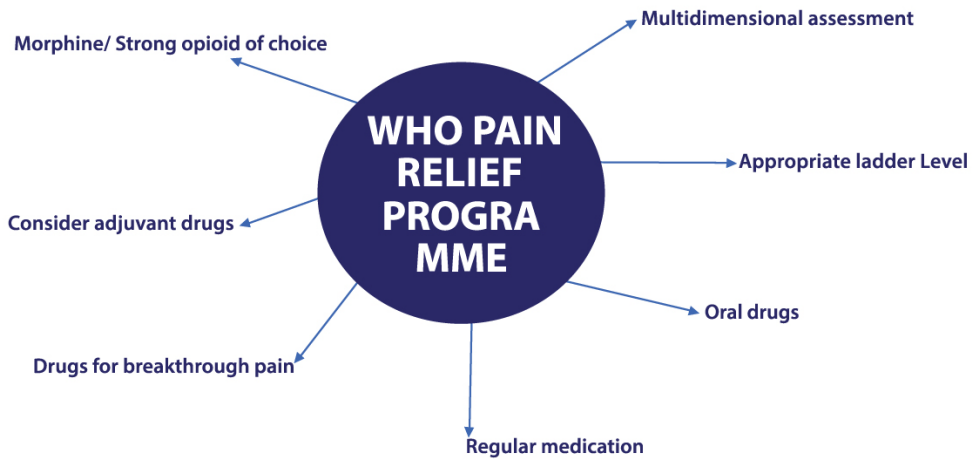 WHO PAIN
RELIEF
PROGRA
MME
Multidimensional assessment
Appropriate ladder Level
Oral drugs
Regular medication
Drugs for breakthrough pain
Consider adjuvant drugs
Morphine/ Strong opioid of choice